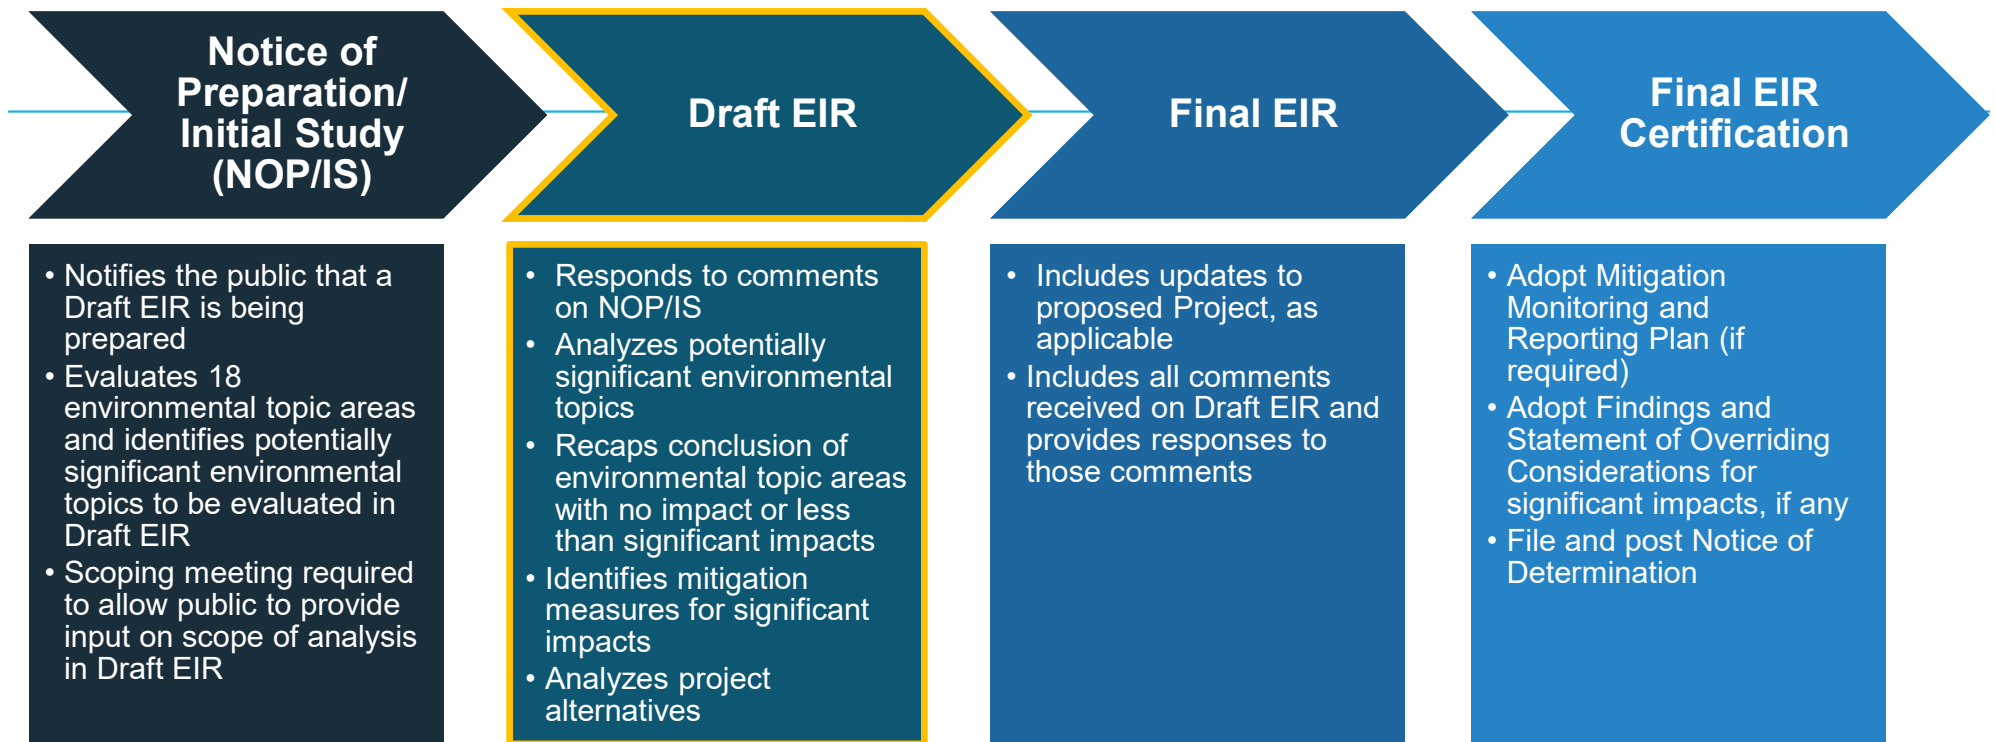 Notice of
Preparation/
Initial Study
(NOP/IS)
• Notifies the public that a
Draft EIR is being
prepared
• Evaluates 18
environmental topic areas
and identifies potentially
significant environmental
topics to be evaluated in
Draft EIR
• Scoping meeting required
to allow public to provide
input on scope of analysis
in Draft EIR
Draft EIR
• Responds to comments
on NOP/IS
• Analyzes potentially
significant environmental
topics
• Recaps conclusion of
environmental topic areas
with no impact or less
than significant impacts
• Identifies mitigation
measures for significant
impacts
• Analyzes project
alternatives
Final EIR
• Includes updates to
proposed Project, as
applicable
• Includes all comments
received on Draft EIR and
provides responses to
those comments
Final EIR
Certification
• Adopt Mitigation
Monitoring and
Reporting Plan (if
required)
• Adopt Findings and
Statement of Overriding
Considerations for
significant impacts, if any
• File and post Notice of
Determination